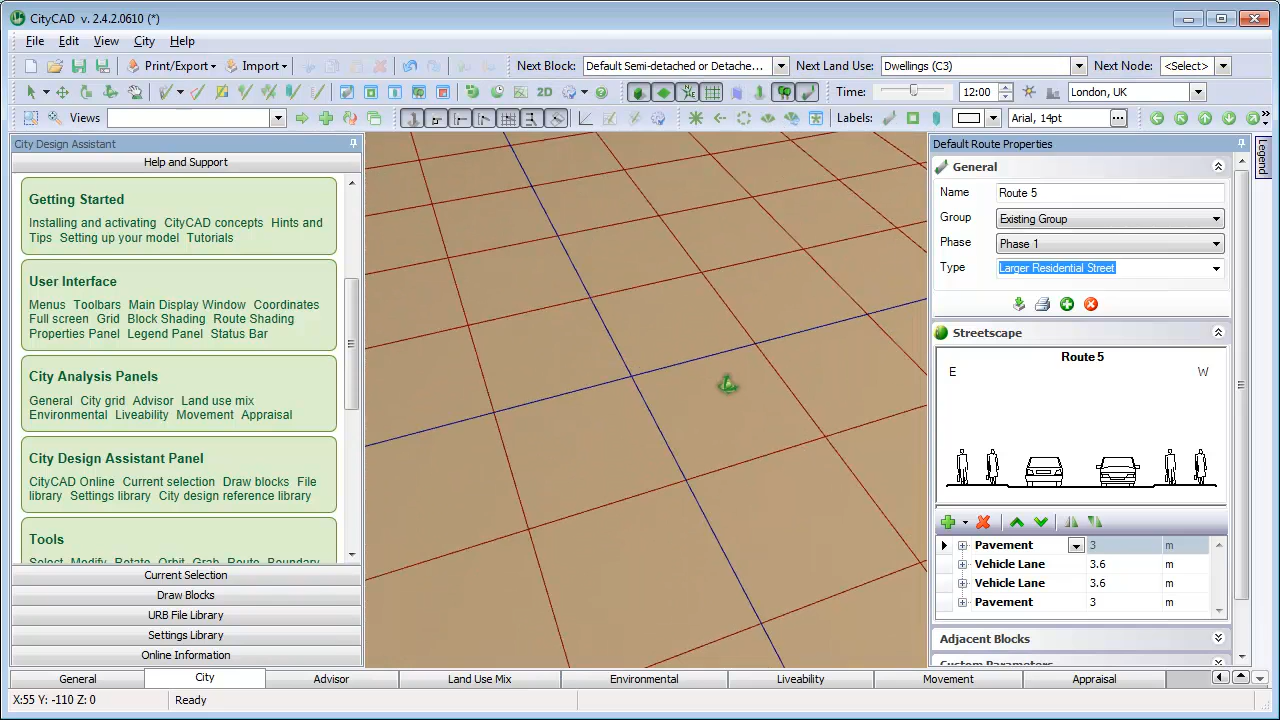 CityCAD v. 2.4.2.0610 (*)
File Edit View City Help
Print/Export Import Next Block: Default Semi-detached or Detache... Next Land Use: Dwellings (C3) Next Node: <Select>
2D Time: 12:00 London, UK
Views Labels: Arial, 14pt ...
City Design Assistant
Help and Support
Getting Started
Installing and activating CityCAD concepts Hints and
Tips Setting up your model Tutorials
User Interface
Menus Toolbars Main Display Window Coordinates
Full screen Grid Block Shading Route Shading
Properties Panel Legend Panel Status Bar
City Analysis Panels
General City grid Advisor Land use mix
Environmental Liveability Movement Appraisal
City Design Assistant Panel
CityCAD Online Current selection Draw blocks File
library Settings library City design reference library
Tools
Select Modify Rotate Orbit Grab Route Boundary
Current Selection
Draw Blocks
URB File Library
Settings Library
Online Information
Default Route Properties
General
Name Route 5
Group Existing Group
Phase Phase 1
Type Larger Residential Street
Streetscape
Route 5
E W
Pavement 3 m
Vehicle Lane 3.6 m
Vehicle Lane 3.6 m
Pavement 3 m
Adjacent Blocks
Custom Parameters
Legend
General City Advisor Land Use Mix Environmental Liveability Movement Appraisal
X:55 Y: -110 Z: 0 Ready